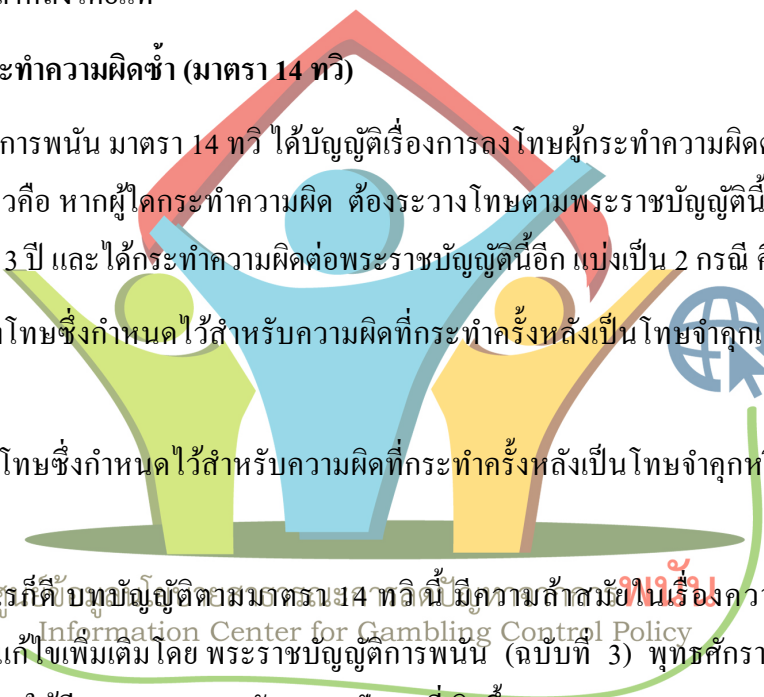 ะทำความผิดซ้ำ (มาตรา 14 ทวิ)
การพนัน มาตรา 14 ทวิ ได้บัญญัติเรื่องการลงโทษผู้กระทำความผิดต
วคือ หากผู้ใดกระทำความผิด ต้องระวางโทษตามพระราชบัญญัตินี้
3 ปี และได้กระทำความผิดต่อพระราชบัญญัตินี้อีก แบ่งเป็น 2 กรณี คื
โทษซึ่งกำหนดไว้สำหรับความผิดที่กระทำครั้งหลังเป็นโทษจำคุกแ
โทษซึ่งกำหนดไว้สำหรับความผิดที่กระทำครั้งหลังเป็นโทษจำคุกหรื
รก็ดี บทบัญญัติตามมาตรา 14 ทวิ นี้ มีความล้าสมัยในเรื่องควา
พนัน
Information Center for Gambling Control Policy
แก้ไขเพิ่มเติมโดย พระราชบัญญัติการพนัน (ฉบับที่ 3) พุทธศักรา